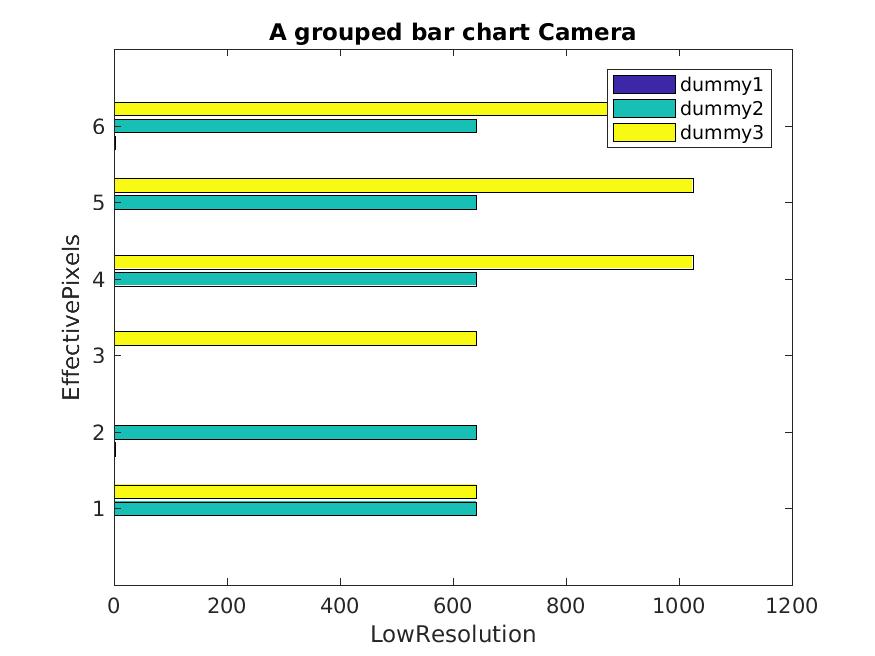 A grouped bar chart Camera
dummy1
dummy2
dummy3
6
5
4
3
2
1
EffectivePixels
0 200 400 600 800 1000 1200
LowResolution